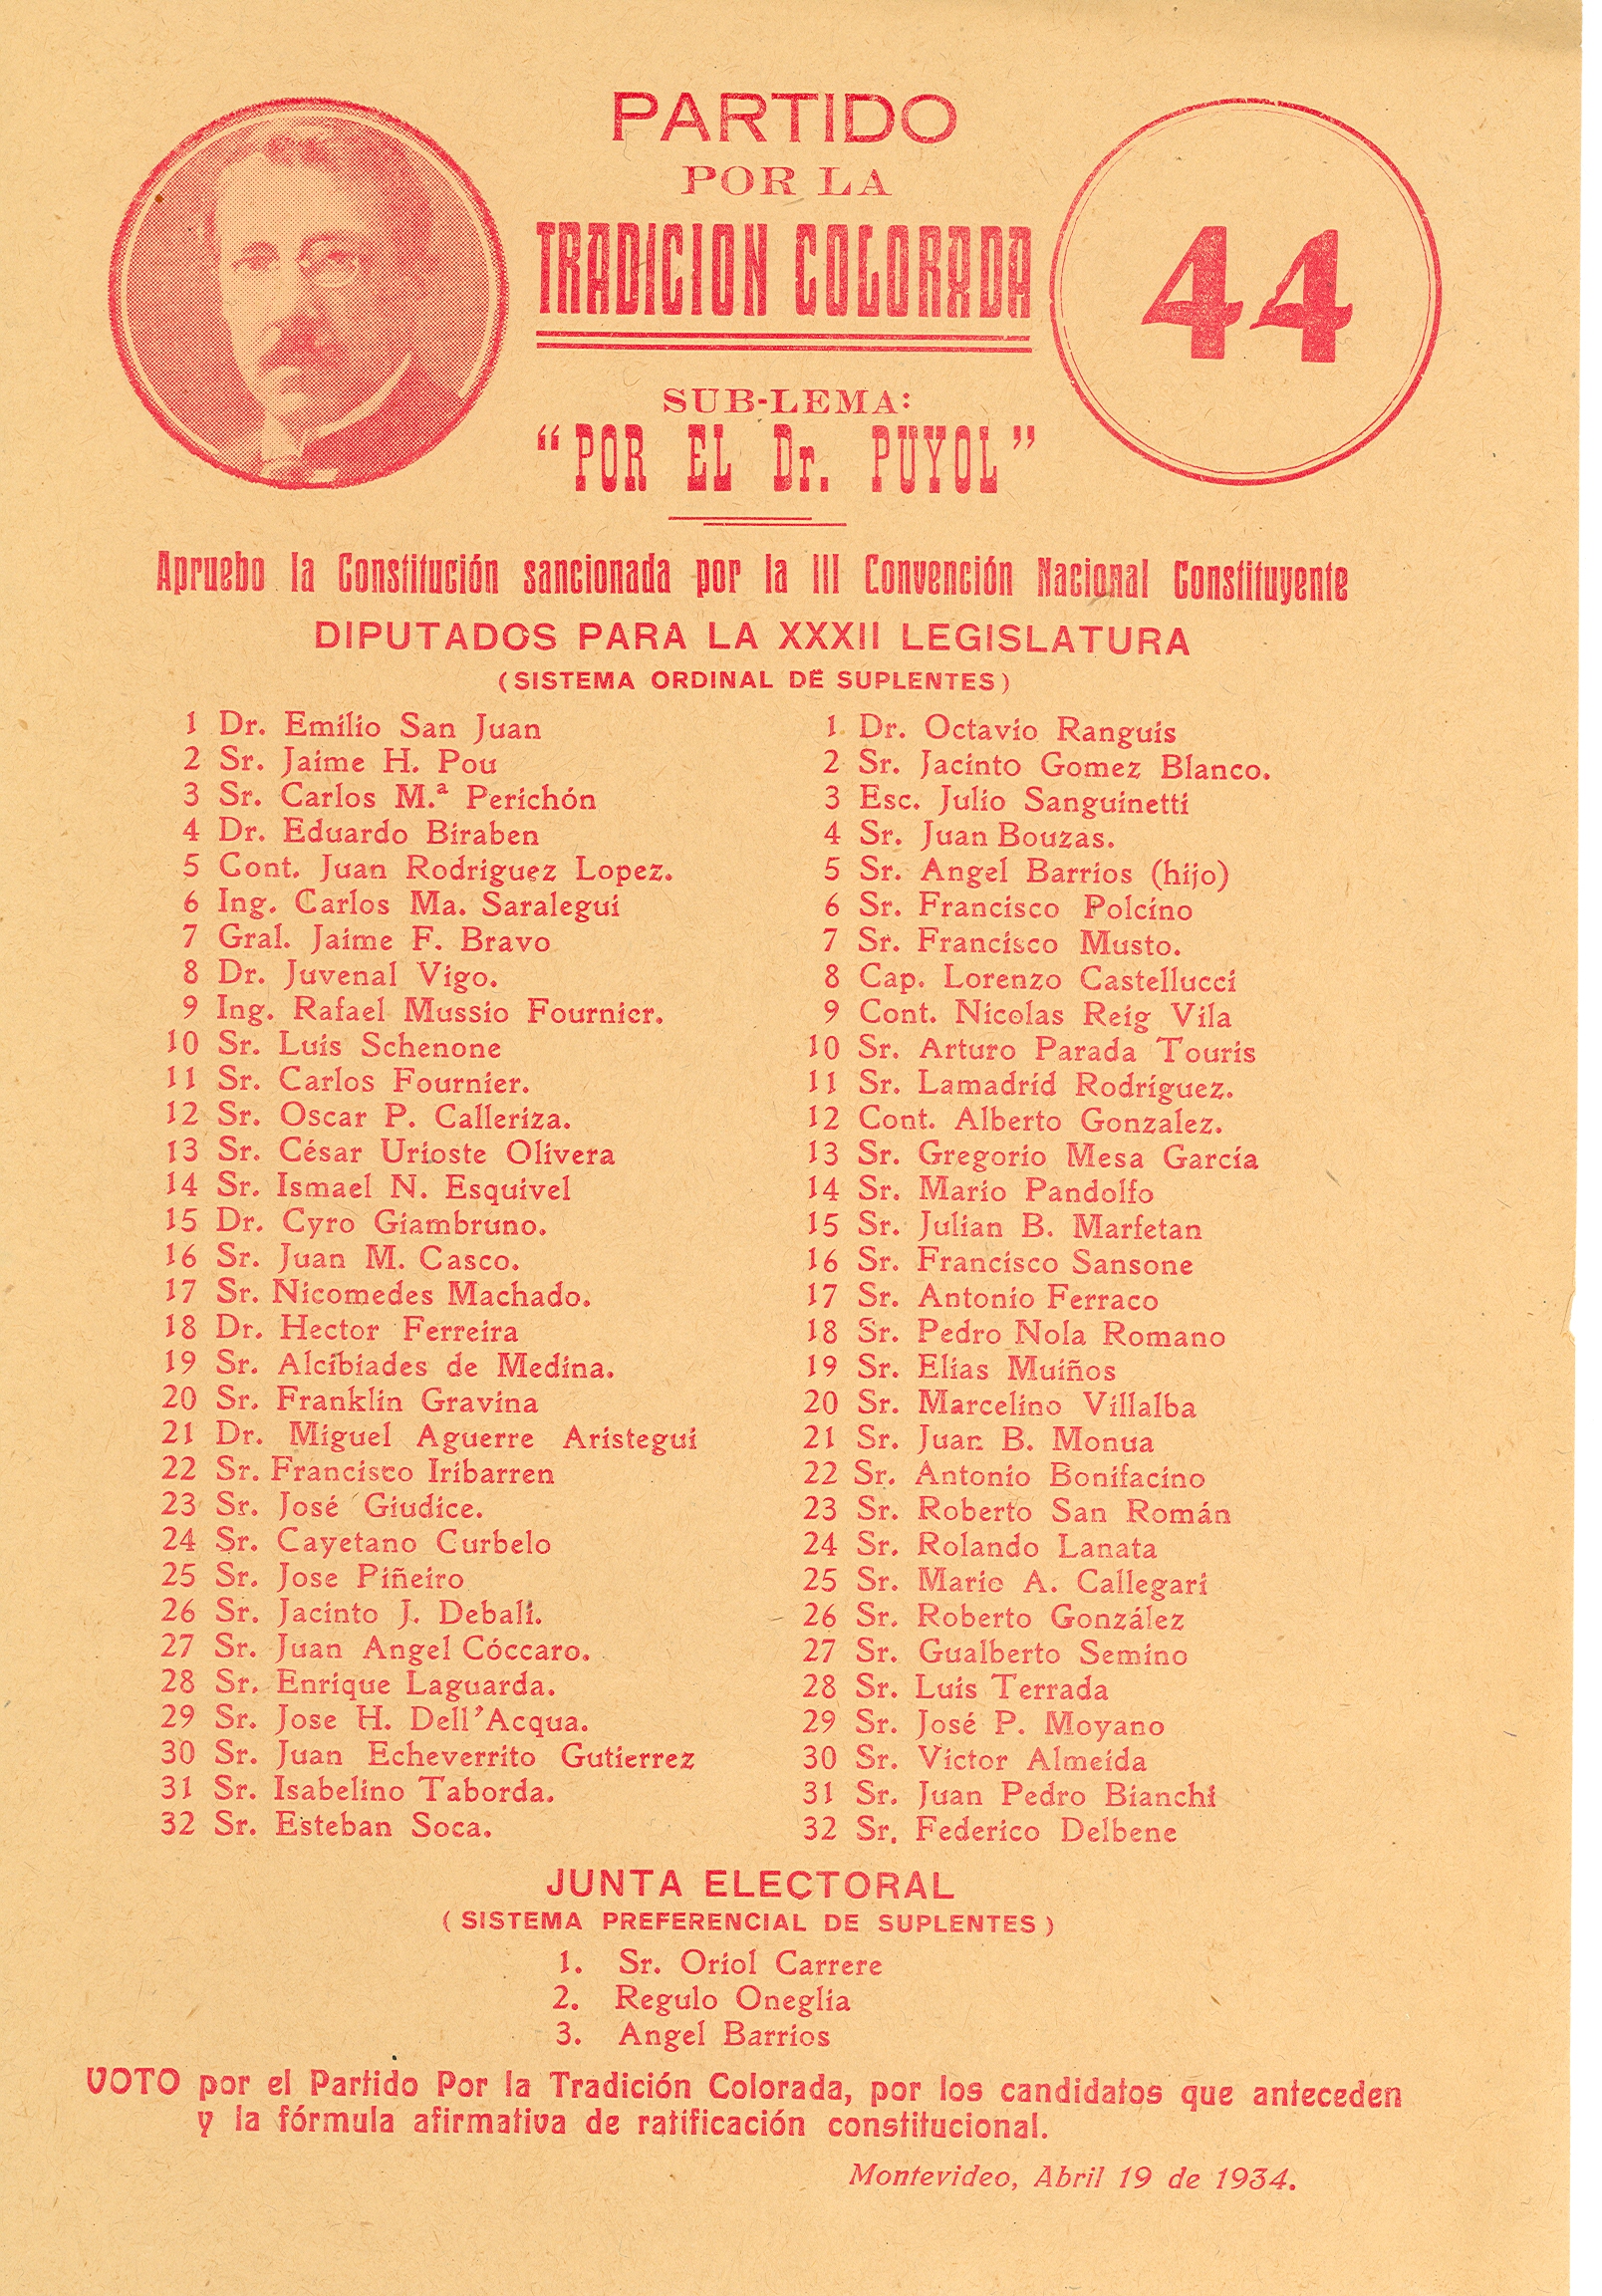 PARTIDO
POR LA
TRADICION COLORADA
44
SUB-LEMA:
"POR EL Dr. PUYOL"
Apruebo la Constitución sancionada por la III Convención Nacional Constituyente
DIPUTADOS PARA LA XXXII LEGISLATURA
(SISTEMA ORDINAL DE SUPLENTES)
1 Dr. Emilio San Juan
2 Sr. Jaime H. Pou
3 Sr. Carlos M.ª Perichón
4 Dr. Eduardo Biraben
5 Cont. Juan Rodriguez Lopez.
6 Ing. Carlos Ma. Saralegui
7 Gral. Jaime F. Bravo
8 Dr. Juvenal Vigo.
9 Ing. Rafael Mussio Fournier.
10 Sr. Luis Schenone
11 Sr. Carlos Fournier.
12 Sr. Oscar P. Calleriza.
13 Sr. César Urioste Olivera
14 Sr. Ismael N. Esquivel
15 Dr. Cyro Giambruno.
16 Sr. Juan M. Casco.
17 Sr. Nicomedes Machado.
18 Dr. Hector Ferreira
19 Sr. Alcibiades de Medina.
20 Sr. Franklin Gravina
21 Dr. Miguel Aguerre Aristegui
22 Sr. Francisco Iribarren
23 Sr. José Giudice.
24 Sr. Cayetano Curbelo
25 Sr. Jose Piñeiro
26 Sr. Jacinto J. Debali.
27 Sr. Juan Angel Cóccaro.
28 Sr. Enrique Laguarda.
29 Sr. Jose H. Dell'Acqua.
30 Sr. Juan Echeverrito Gutierrez
31 Sr. Isabelino Taborda.
32 Sr. Esteban Soca.
1 Dr. Octavio Ranguis
2 Sr. Jacinto Gomez Blanco.
3 Esc. Julio Sanguinetti
4 Sr. Juan Bouzas.
5 Sr. Angel Barrios (hijo)
6 Sr. Francisco Polcino
7 Sr. Francisco Musto.
8 Cap. Lorenzo Castellucci
9 Cont. Nicolas Reig Vila
10 Sr. Arturo Parada Touris
11 Sr. Lamadrid Rodríguez.
12 Cont. Alberto Gonzalez.
13 Sr. Gregorio Mesa García
14 Sr. Mario Pandolfo
15 Sr. Julian B. Marfetan
16 Sr. Francisco Sansone
17 Sr. Antonio Ferraco
18 Sr. Pedro Nola Romano
19 Sr. Elias Muiños
20 Sr. Marcelino Villalba
21 Sr. Juan B. Monua
22 Sr. Antonio Bonifacino
23 Sr. Roberto San Román
24 Sr. Rolando Lanata
25 Sr. Mario A. Callegari
26 Sr. Roberto González
27 Sr. Gualberto Semino
28 Sr. Luis Terrada
29 Sr. José P. Moyano
30 Sr. Victor Almeida
31 Sr. Juan Pedro Bianchi
32 Sr. Federico Delbene
JUNTA ELECTORAL
(SISTEMA PREFERENCIAL DE SUPLENTES)
1. Sr. Oriol Carrere
2. Regulo Oneglia
3. Angel Barrios
VOTO por el Partido Por la Tradición Colorada, por los candidatos que anteceden
y la fórmula afirmativa de ratificación constitucional.
Montevideo, Abril 19 de 1934.